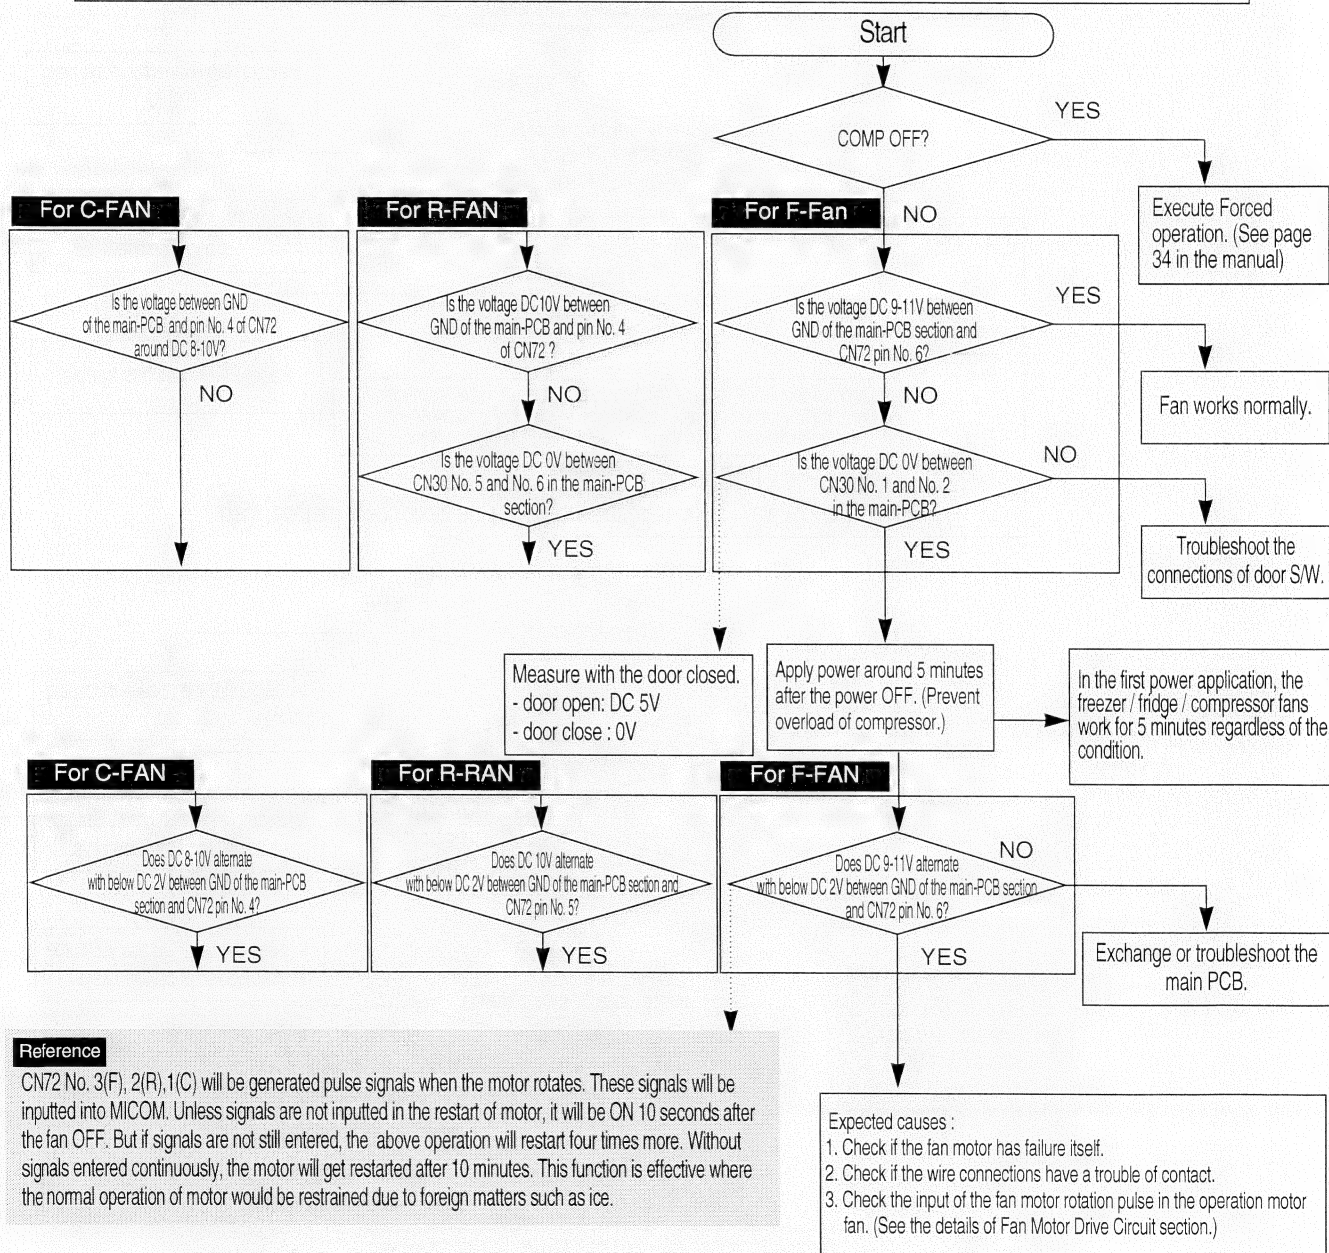 Start
COMP OFF?
YES
NO
Execute Forced
operation. (See page
34 in the manual)
For C-FAN
Is the voltage between GND
of the main-PCB and pin No. 4 of CN72
around DC 8-10V?
NO
For R-FAN
Is the voltage DC10V between
GND of the main-PCB and pin No. 4
of CN72 ?
NO
Is the voltage DC 0V between
CN30 No. 5 and No. 6 in the main-PCB
section?
YES
For F-Fan
Is the voltage DC 9-11V between
GND of the main-PCB section and
CN72 pin No. 6?
YES
Fan works normally.
NO
Is the voltage DC 0V between
CN30 No. 1 and No. 2
in the main-PCB?
NO
Troubleshoot the
connections of door S/W.
YES
Measure with the door closed.
- door open: DC 5V
- door close : 0V
Apply power around 5 minutes
after the power OFF. (Prevent
overload of compressor.)
In the first power application, the
freezer / fridge / compressor fans
work for 5 minutes regardless of the
condition.
For C-FAN
Does DC 8-10V alternate
with below DC 2V between GND of the main-PCB
section and CN72 pin No. 4?
YES
For R-RAN
Does DC 10V alternate
with below DC 2V between GND of the main-PCB section and
CN72 pin No. 5?
YES
For F-FAN
Does DC 9-11V alternate
with below DC 2V between GND of the main-PCB section
and CN72 pin No. 6?
NO
Exchange or troubleshoot the
main PCB.
YES
Reference
CN72 No. 3(F), 2(R),1(C) will be generated pulse signals when the motor rotates. These signals will be
inputted into MICOM. Unless signals are not inputted in the restart of motor, it will be ON 10 seconds after
the fan OFF. But if signals are not still entered, the above operation will restart four times more. Without
signals entered continuously, the motor will get restarted after 10 minutes. This function is effective where
the normal operation of motor would be restrained due to foreign matters such as ice.
Expected causes :
1. Check if the fan motor has failure itself.
2. Check if the wire connections have a trouble of contact.
3. Check the input of the fan motor rotation pulse in the operation motor
fan. (See the details of Fan Motor Drive Circuit section.)